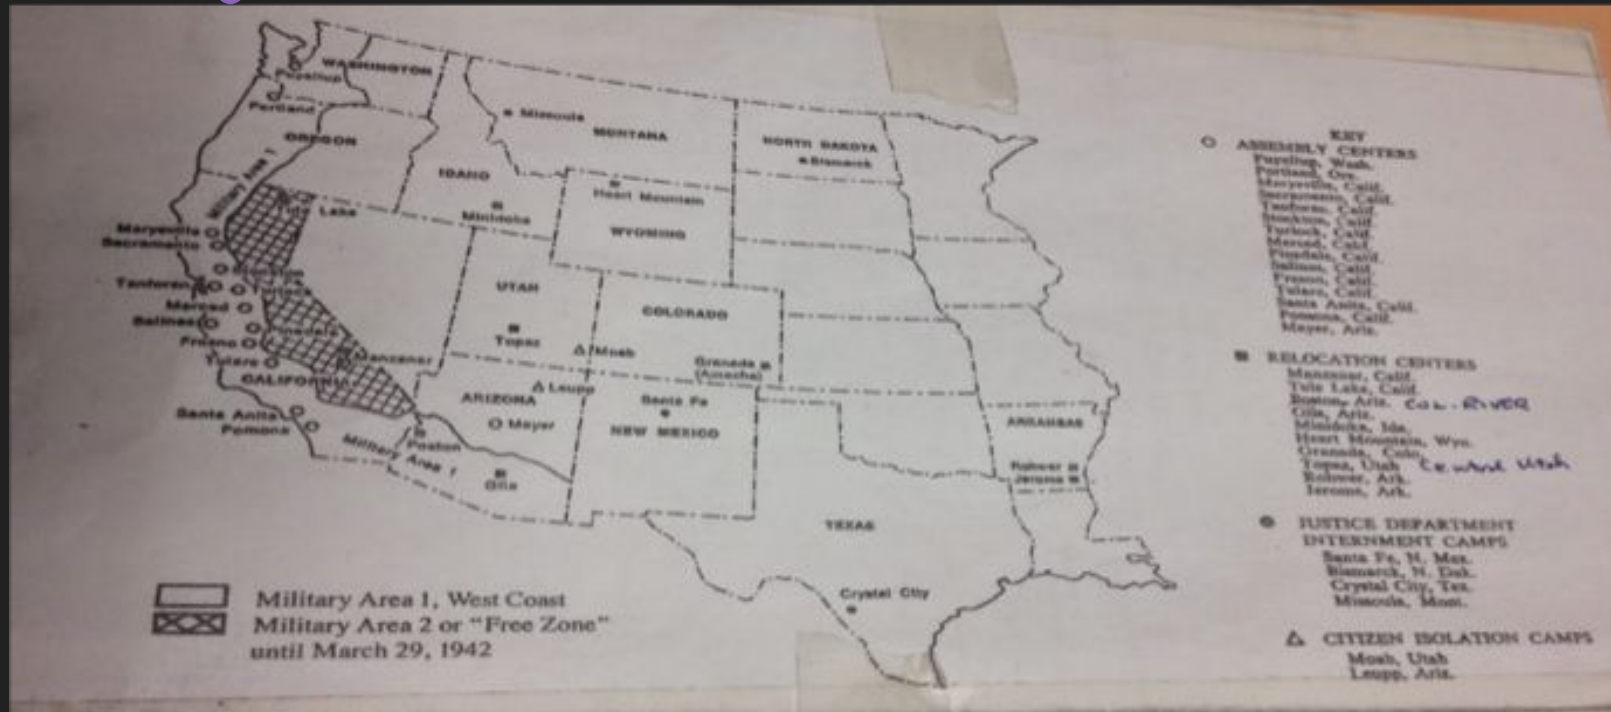 WASHINGTON
Puyallup
Portland
OREGON
Military Area 1
Missoula
MONTANA
NORTH DAKOTA
Bismarck
IDAHO
Minidoka
Heart Mountain
WYOMING
Tule Lake
Marysville
Sacramento
Stockton
Tanforan
Turlock
Merced
Salinas
Pinedale
Fresno
Tulare
Manzanar
CALIFORNIA
Santa Anita
Pomona
Military Area 1
UTAH
Topaz
Moab
COLORADO
Granada
(Amache)
ARIZONA
Leupp
Mayer
Poston
Gila
Santa Fe
NEW MEXICO
ARKANSAS
Rohwer
Jerome
TEXAS
Crystal City
Military Area 1, West Coast
Military Area 2 or "Free Zone"
until March 29, 1942
KEY
ASSEMBLY CENTERS
Puyallup, Wash.
Portland, Ore.
Marysville, Calif.
Sacramento, Calif.
Tanforan, Calif.
Stockton, Calif.
Turlock, Calif.
Merced, Calif.
Pinedale, Calif.
Salinas, Calif.
Fresno, Calif.
Tulare, Calif.
Santa Anita, Calif.
Pomona, Calif.
Mayer, Ariz.
RELOCATION CENTERS
Manzanar, Calif.
Tule Lake, Calif.
Poston, Ariz. COL. RIVER
Gila, Ariz.
Minidoka, Ida.
Heart Mountain, Wyo.
Granada, Colo.
Topaz, Utah Central Utah
Rohwer, Ark.
Jerome, Ark.
JUSTICE DEPARTMENT
INTERNMENT CAMPS
Santa Fe, N. Mex.
Bismarck, N. Dak.
Crystal City, Tex.
Missoula, Mont.
CITIZEN ISOLATION CAMPS
Moab, Utah
Leupp, Ariz.